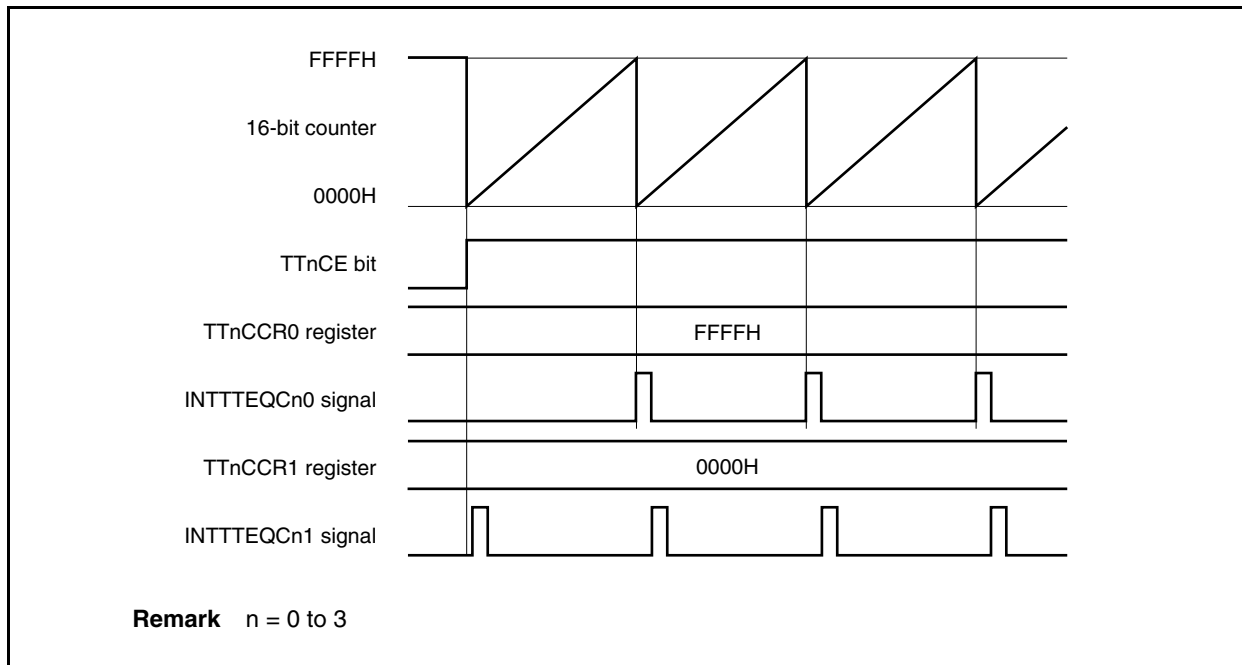 FFFFH
16-bit counter
0000H
TTnCE bit
TTnCCR0 register
FFFFH
INTTTEQCn0 signal
TTnCCR1 register
0000H
INTTTEQCn1 signal
Remark n = 0 to 3